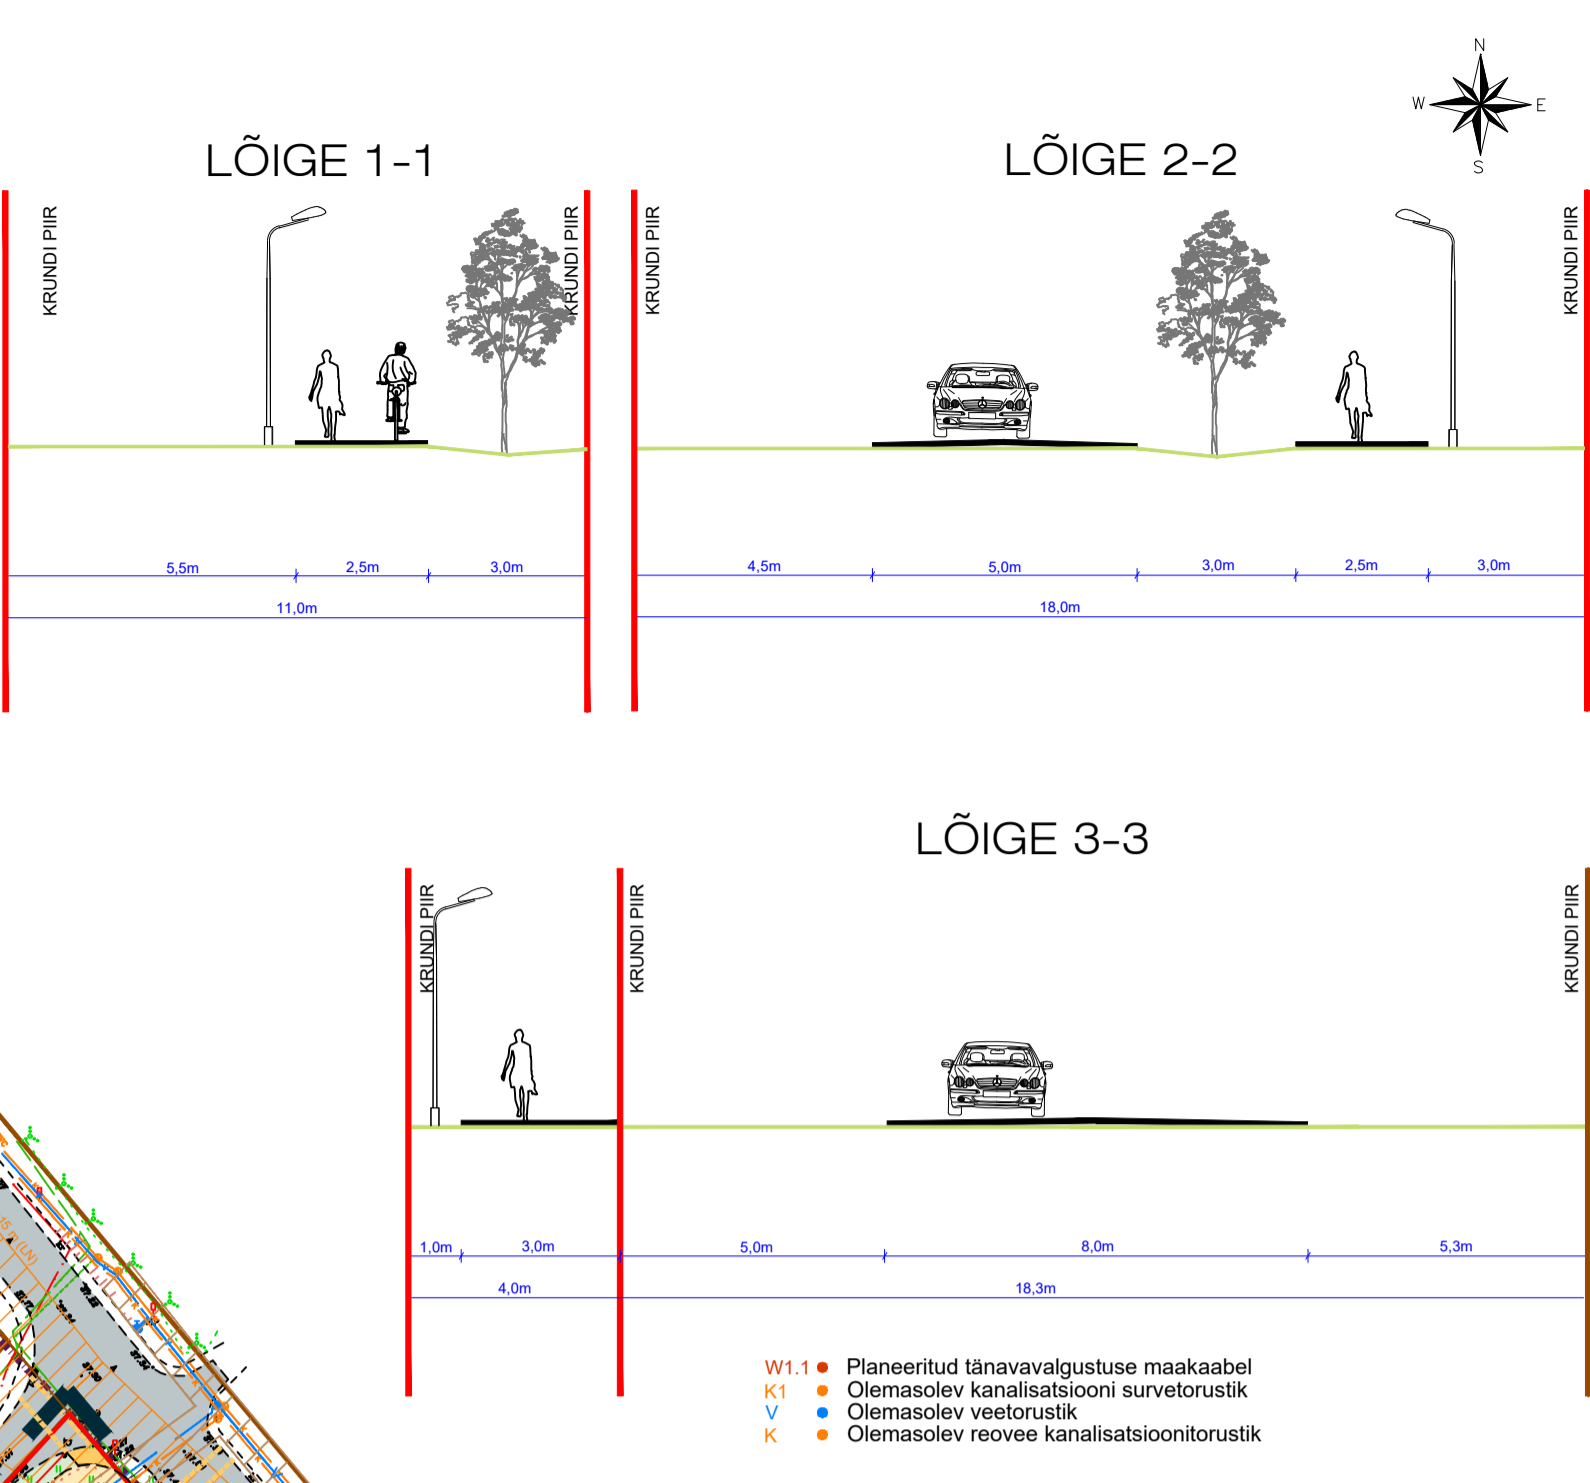 N
W E
S
LÕIGE 1-1
LÕIGE 2-2
KRUNDI PIIR
KRUNDI PIIR
KRUNDI PIIR
KRUNDI PIIR
5,5m 2,5m 3,0m
11,0m
4,5m 5,0m 3,0m 2,5m 3,0m
18,0m
LÕIGE 3-3
KRUNDI PIIR
KRUNDI PIIR
KRUNDI PIIR
1,0m 3,0m 5,0m 8,0m 5,3m
4,0m 18,3m
W1.1 Planeeritud tänavavalgustuse maakaabel
K1 Olemasolev kanalisatsiooni survetorustik
V Olemasolev veetorustik
K Olemasolev reovee kanalisatsioonitorustik